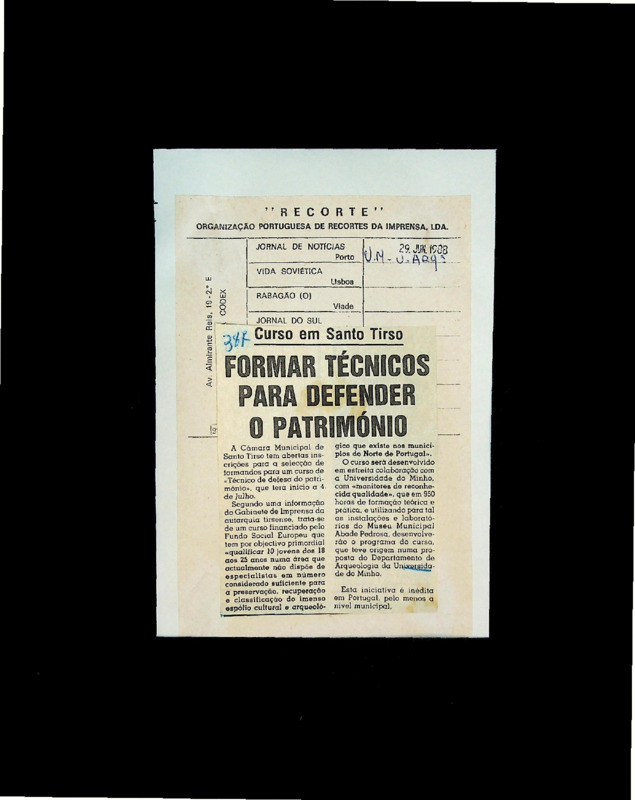 "RECORTE"
ORGANIZAÇÃO PORTUGUESA DE RECORTES DA IMPRENSA, LDA.
Av. Almirante Reis, 19-2.º E.
CODEX
JORNAL DE NOTÍCIAS
Porto
29. JUN. 1988
U.M - U. Arq
VIDA SOVIÉTICA
Lisboa
RABAGÃO (O)
Viade
JORNAL DO SUL
387
Curso em Santo Tirso
FORMAR TÉCNICOS
PARA DEFENDER
O PATRIMÓNIO
A Câmara Municipal de
Santo Tirso tem abertas ins-
crições para a selecção de
formandos para um curso de
«Técnico de defesa do patri-
mónio», que terá início a 4
de Julho.
Segundo uma informação
do Gabinete de Imprensa da
autarquia tirsense, trata-se
de um curso financiado pelo
Fundo Social Europeu que
tem por objectivo primordial
«qualificar 10 jovens dos 18
aos 25 anos numa área que
actualmente não dispõe de
especialistas em número
considerado suficiente para
a preservação, recuperação
e classificação do imenso
espólio cultural e arqueoló-
gico que existe nos municí-
pios do Norte de Portugal».
O curso será desenvolvido
em estreita colaboração com
a Universidade do Minho,
com «monitores de reconhe-
cida qualidade», que em 950
horas de formação teórica e
prática, e utilizando para tal
as instalações e laborató-
rios do Museu Municipal
Abade Pedrosa, desenvolve-
rão o programa do curso,
que teve origem numa pro-
posta do Departamento de
Arqueologia da Universida-
de do Minho.
Esta iniciativa é inédita
em Portugal, pelo menos a
nível municipal.